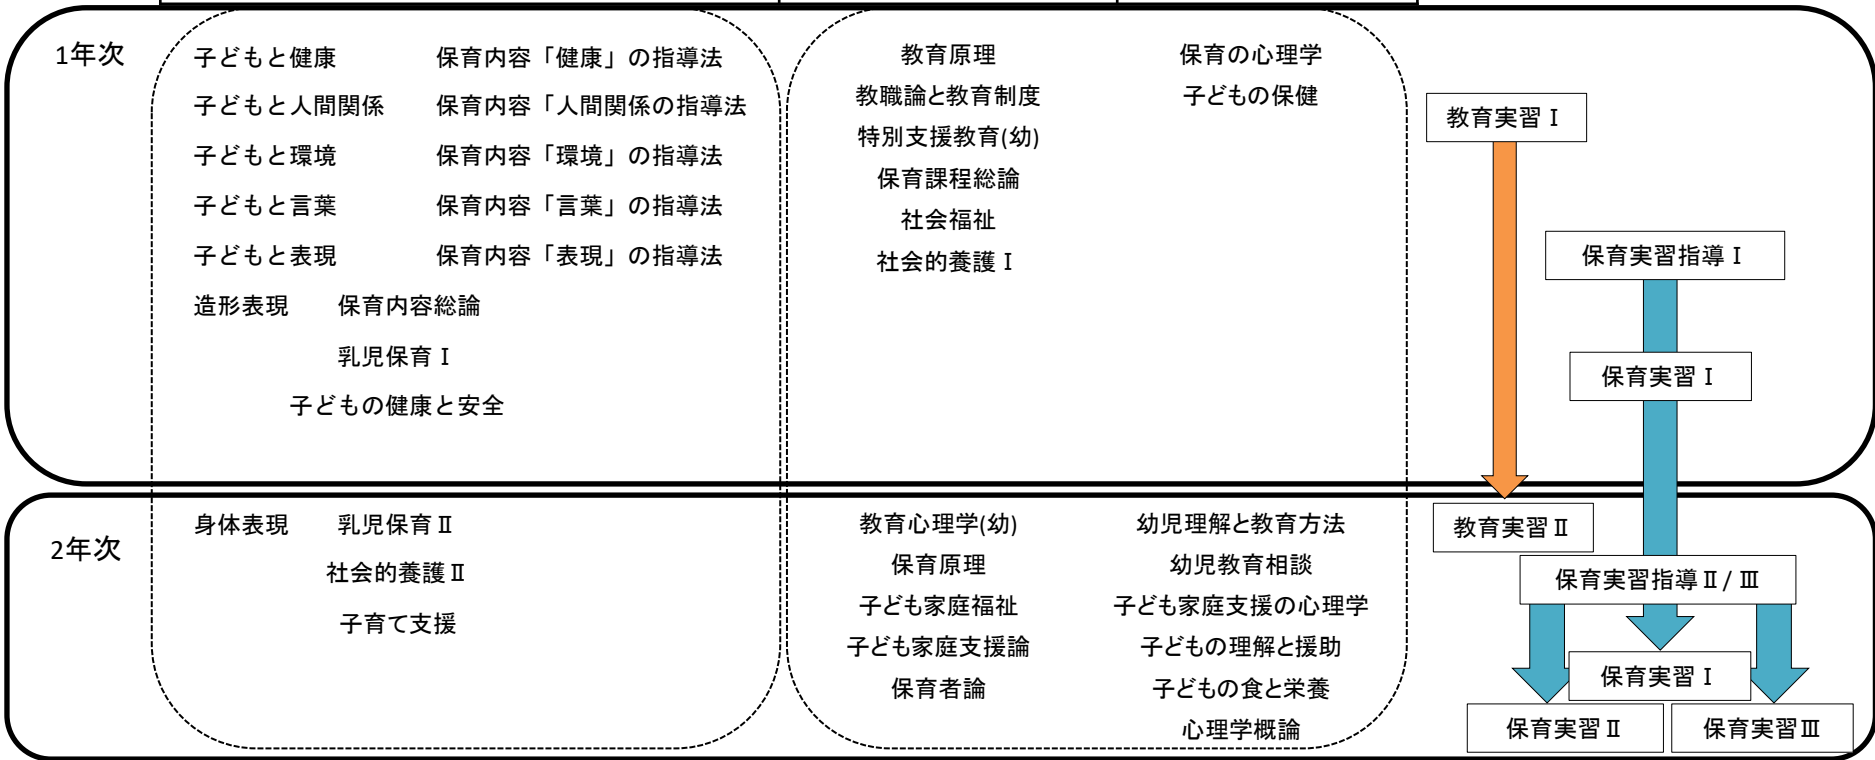 1年次
子どもと健康 保育内容「健康」の指導法
子どもと人間関係 保育内容「人間関係の指導法
子どもと環境 保育内容「環境」の指導法
子どもと言葉 保育内容「言葉」の指導法
子どもと表現 保育内容「表現」の指導法
造形表現 保育内容総論
乳児保育Ⅰ
子どもの健康と安全
教育原理
教職論と教育制度
特別支援教育(幼)
保育課程総論
社会福祉
社会的養護Ⅰ
保育の心理学
子どもの保健
教育実習Ⅰ
保育実習指導Ⅰ
保育実習Ⅰ
2年次
身体表現 乳児保育Ⅱ
社会的養護Ⅱ
子育て支援
教育心理学(幼)
保育原理
子ども家庭福祉
子ども家庭支援論
保育者論
幼児理解と教育方法
幼児教育相談
子ども家庭支援の心理学
子どもの理解と援助
子どもの食と栄養
心理学概論
教育実習Ⅱ
保育実習指導Ⅱ/Ⅲ
保育実習Ⅰ
保育実習Ⅱ
保育実習Ⅲ